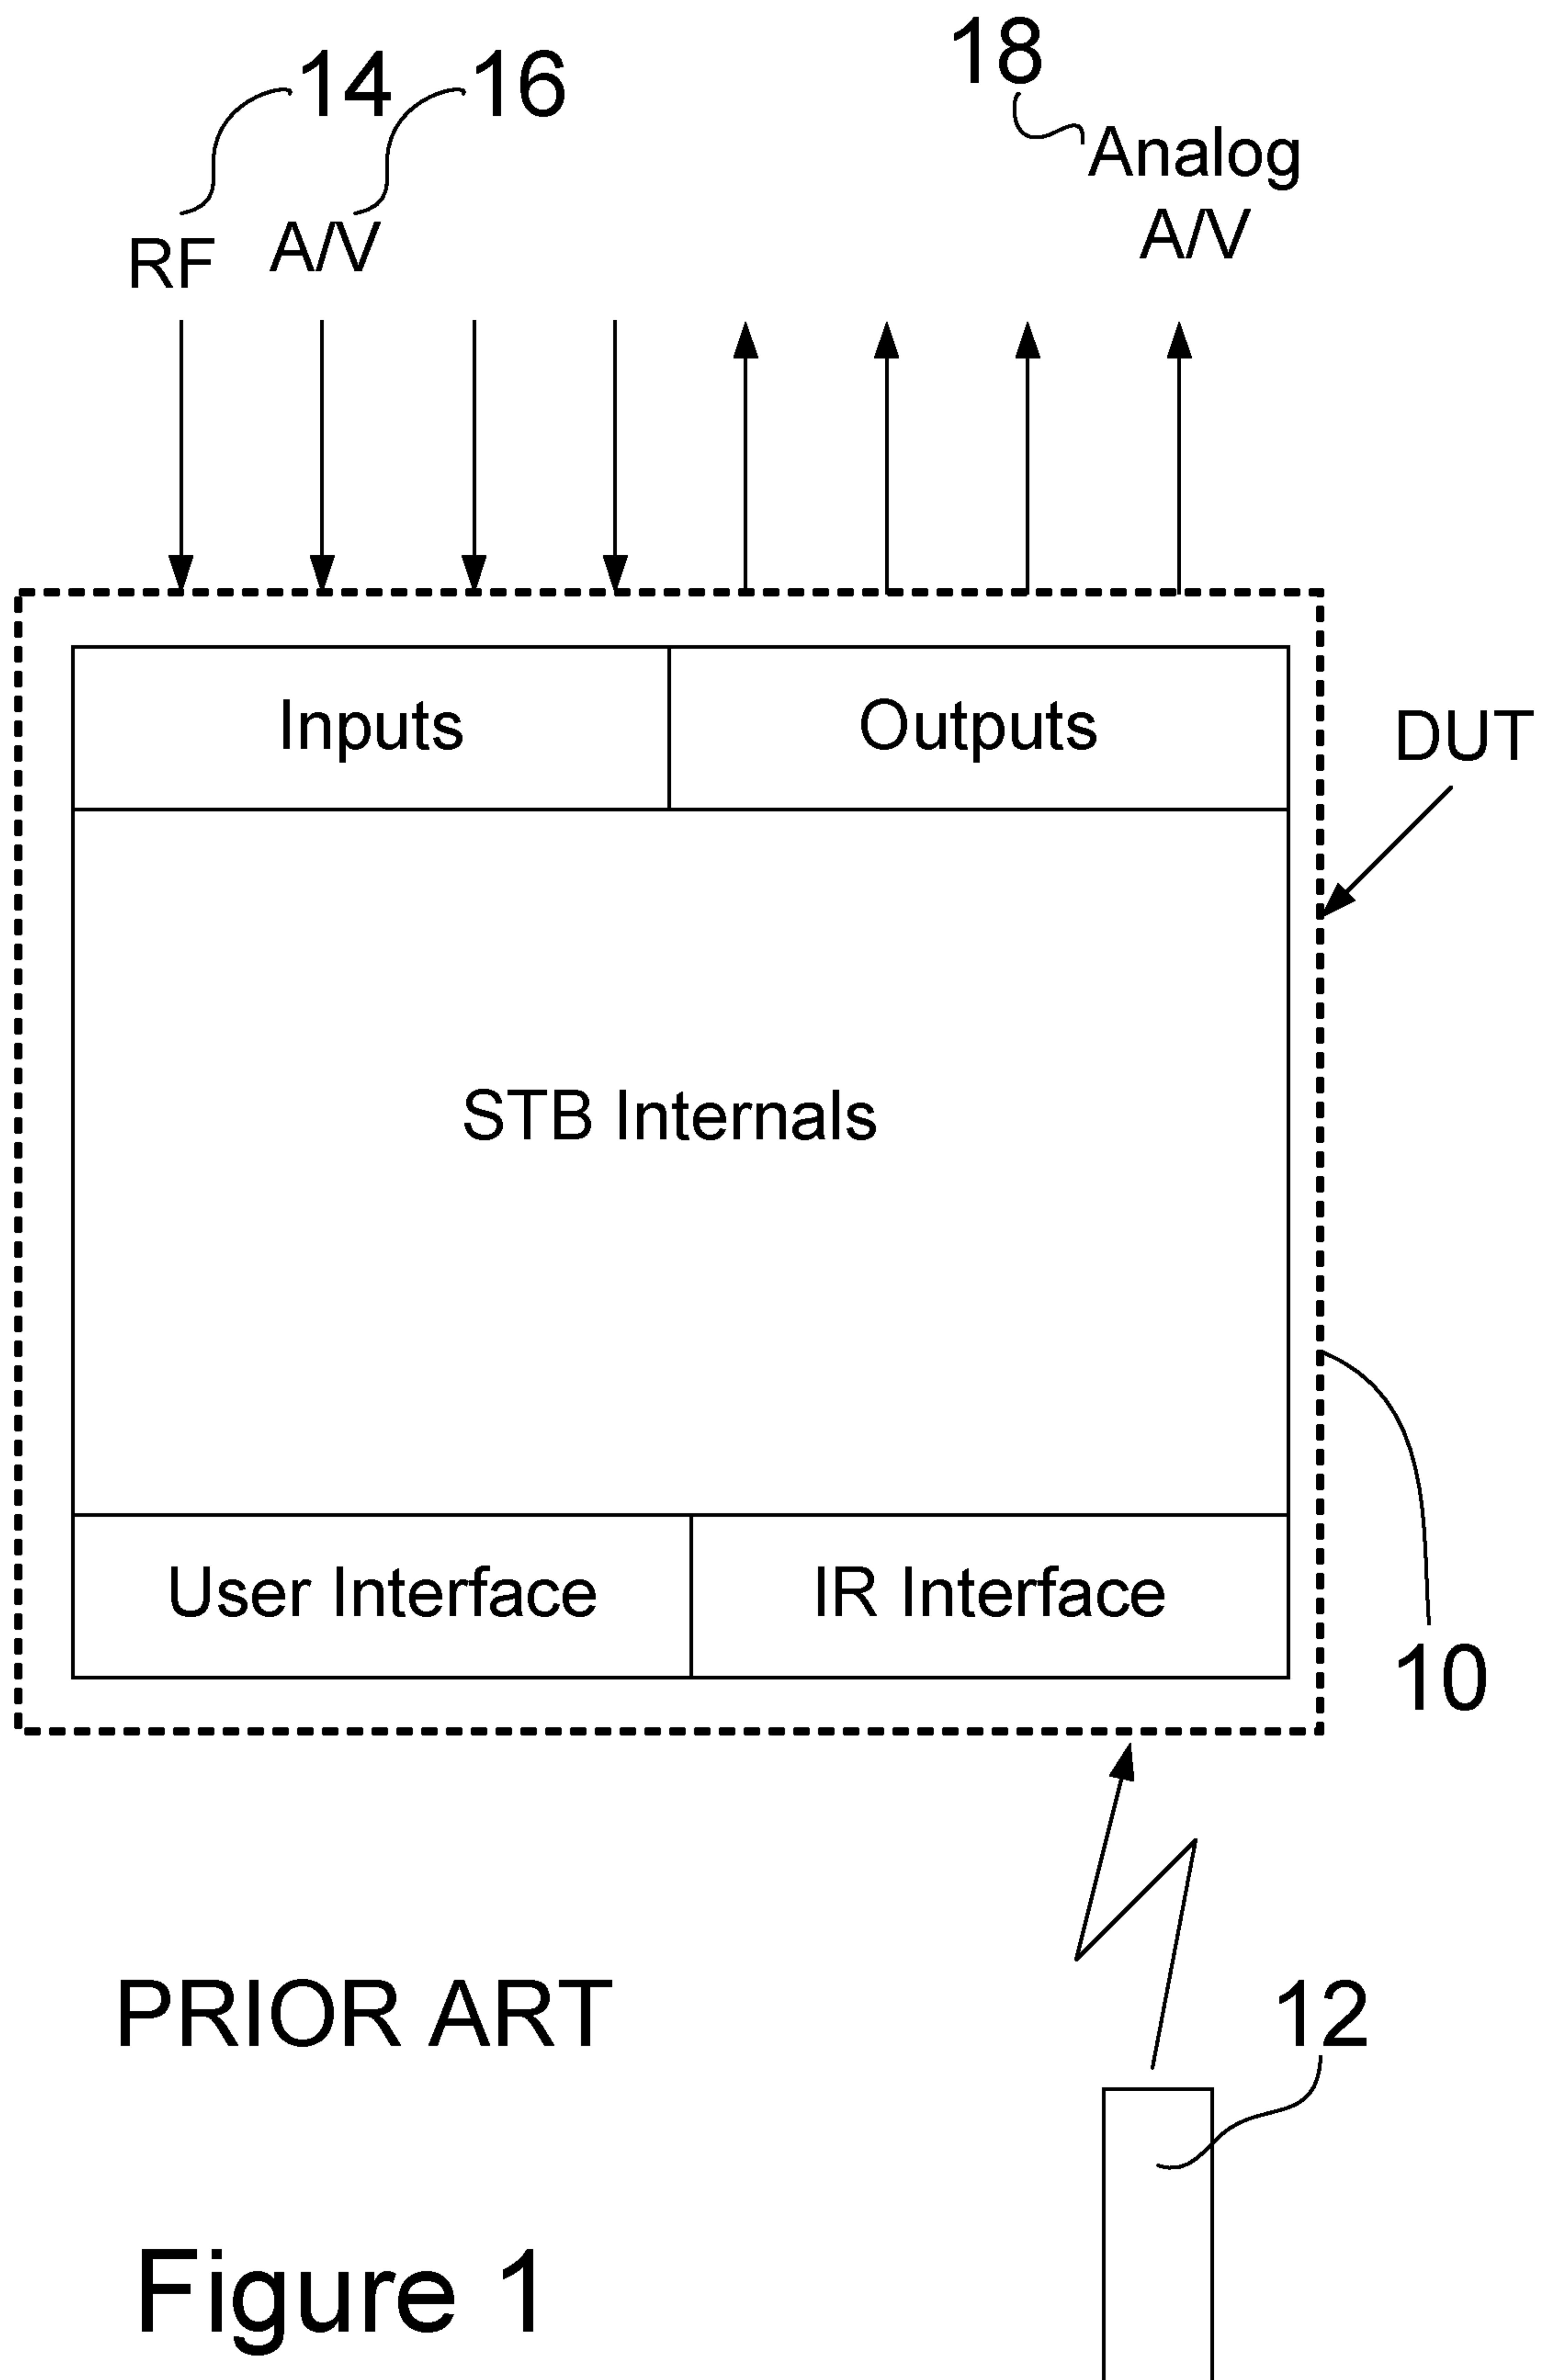 14 16 18
Analog
RF A/V A/V
Inputs Outputs
DUT
STB Internals
User Interface IR Interface
10
PRIOR ART
12
Figure 1